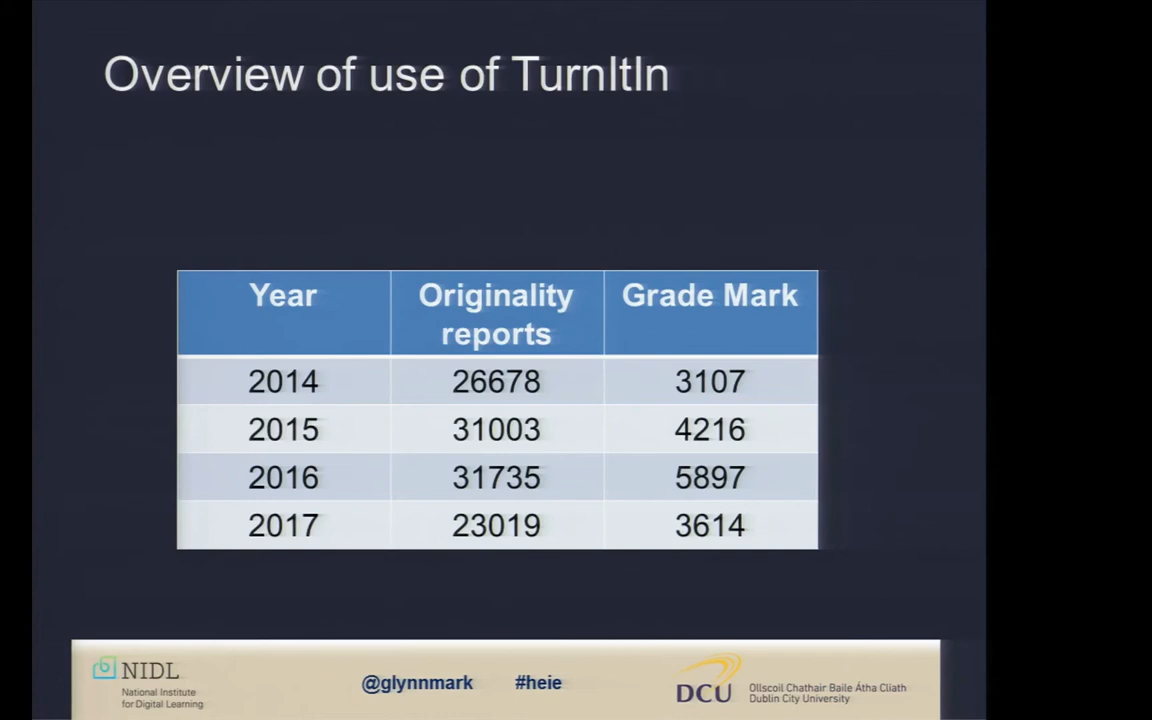 Overview of use of TurnItIn
Year Originality reports Grade Mark
2014 26678 3107
2015 31003 4216
2016 31735 5897
2017 23019 3614
NIDL
National Institute
for Digital Learning
@glynnmark #heie
DCU
Ollscoil Chathair Baile Átha Cliath
Dublin City University